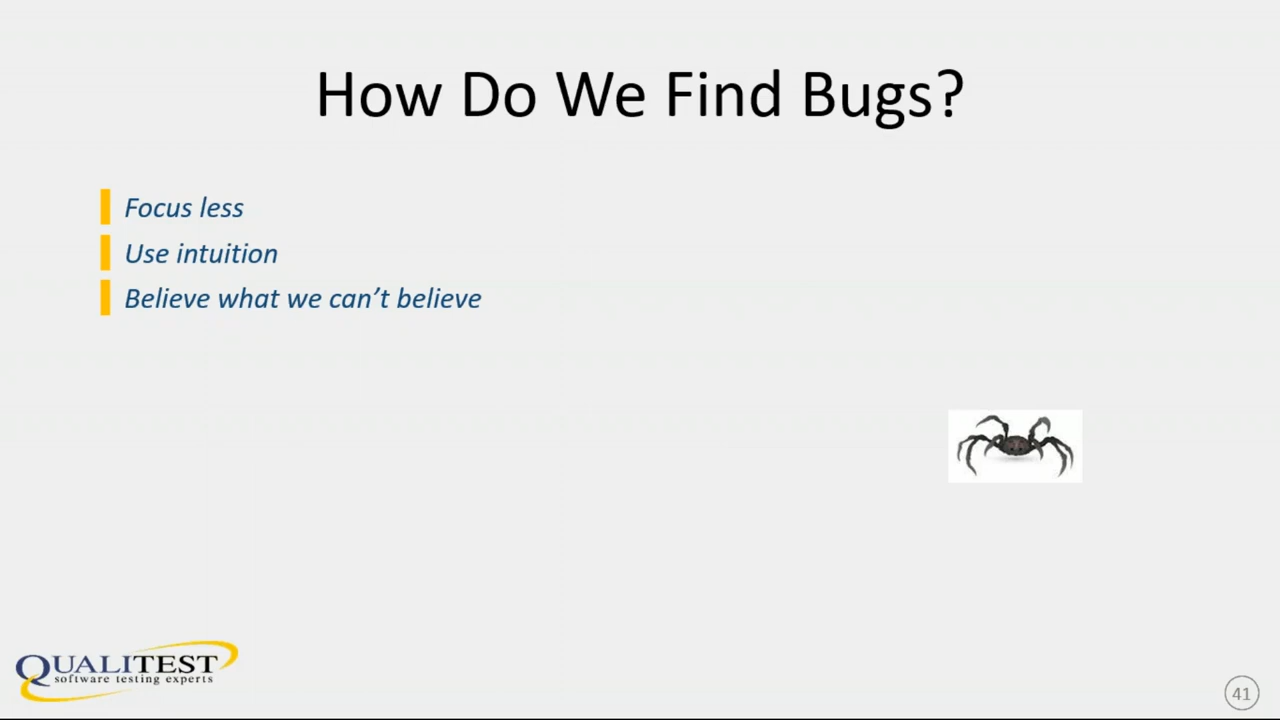 How Do We Find Bugs?
Focus less
Use intuition
Believe what we can’t believe
QUALITEST
software testing experts
41